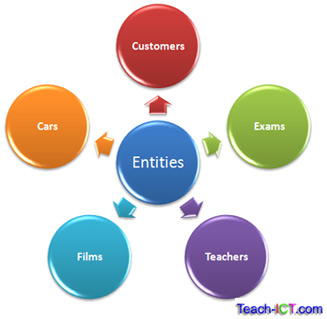 Customers
Cars
Exams
Entities
Films
Teachers
Teach-ICT.com